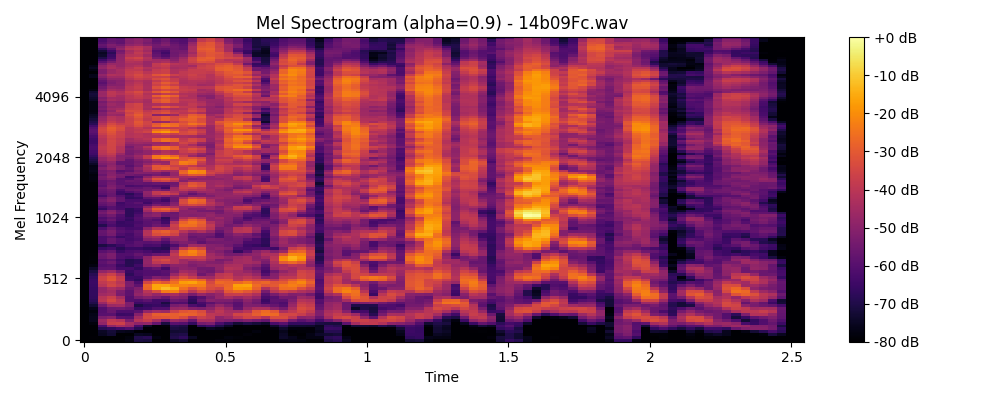 Mel Spectrogram (alpha=0.9) - 14b09Fc.wav
Mel Frequency
4096
2048
1024
512
0
0
0.5
1
1.5
2
2.5
Time
+0 dB
-10 dB
-20 dB
-30 dB
-40 dB
-50 dB
-60 dB
-70 dB
-80 dB